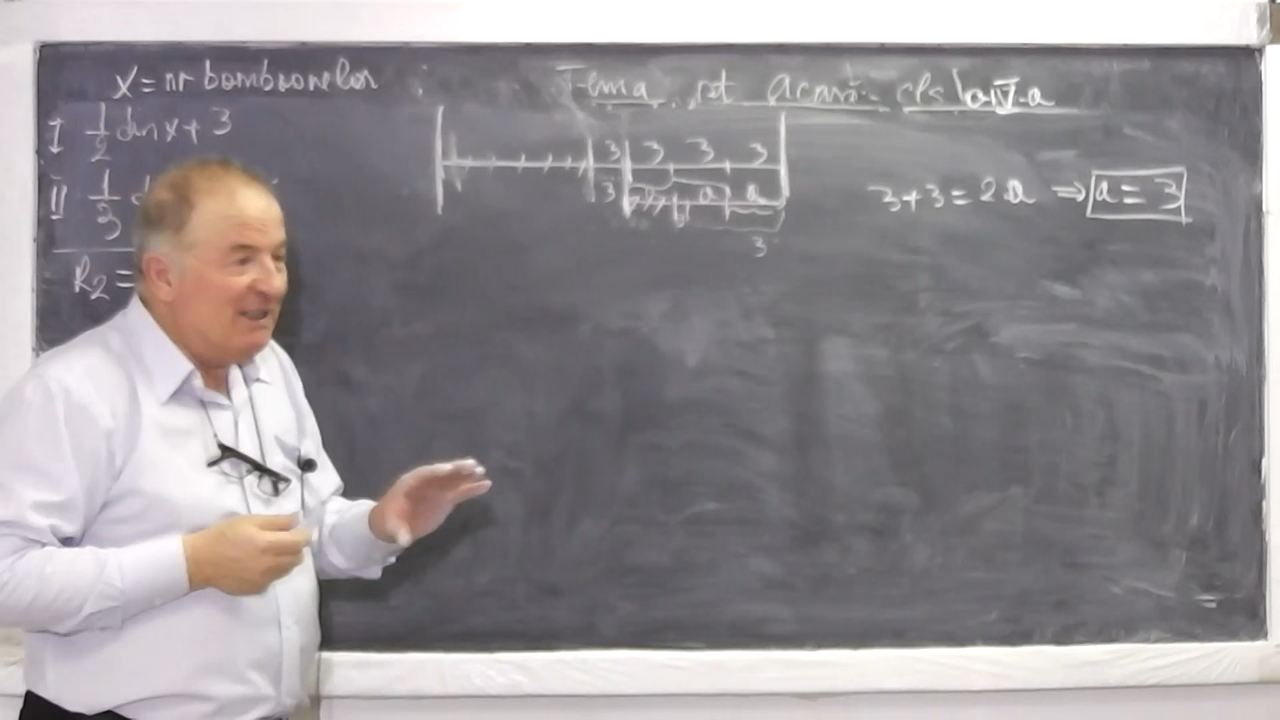 x = nr bomboanelor
Tema pt acasă cls a IV-a
I 1/2 din x + 3
II 1/3
R2 =
3 3 3 3
3 a a
3
3+3=2a ⇒ a = 3